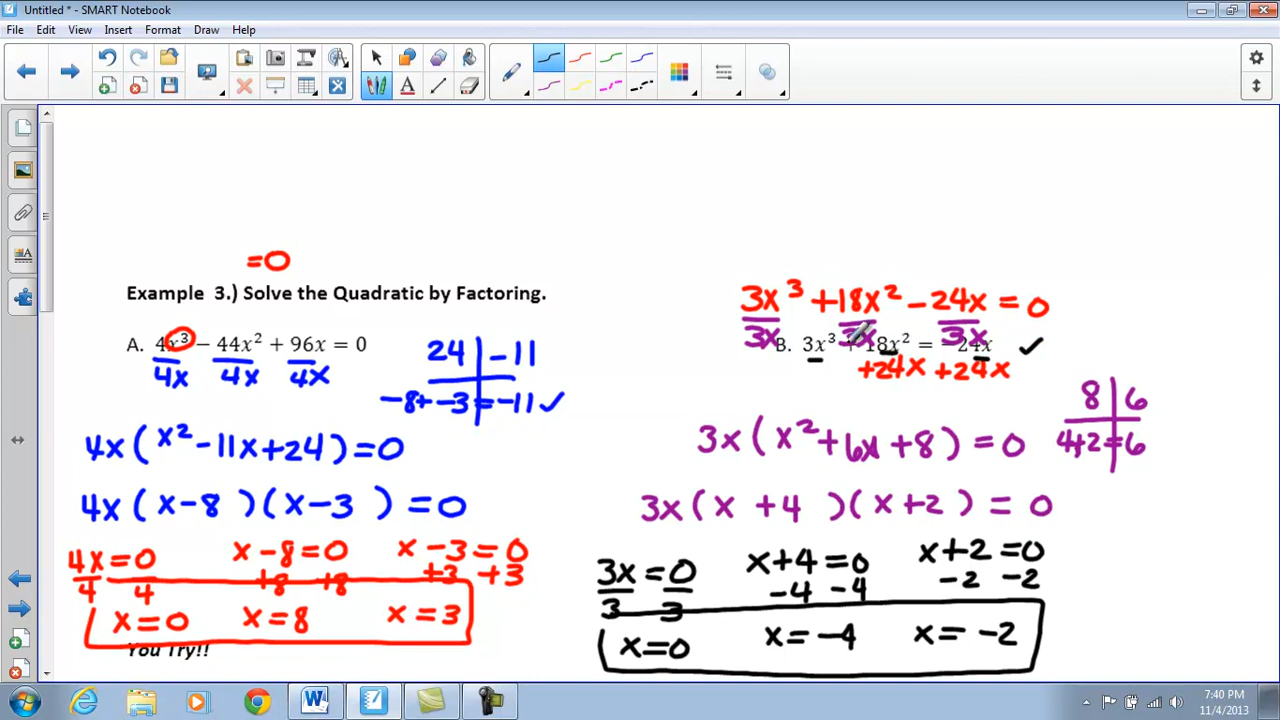 Untitled * - SMART Notebook
File Edit View Insert Format Draw Help
=0
Example 3.) Solve the Quadratic by Factoring.
A. 4x³ − 44x² + 96x = 0
4x 4x 4x
24 | -11
-8+ -3 = -11 ✓
4x(x² -11x+24)=0
4x(x-8)(x-3)=0
4x=0 x-8=0 x-3=0
4 4 +8 +8 +3 +3
x=0 x=8 x=3
You Try!!
3x³ +18x² -24x = 0
3x 3x 3x
B. 3x³ + 18x² = −24x ✓
+24x +24x
8 | 6
4+2=6
3x(x²+6x+8)=0
3x(x+4)(x+2)=0
3x=0 x+4=0 x+2=0
3 3 -4 -4 -2 -2
x=0 x=-4 x=-2
7:40 PM
11/4/2013